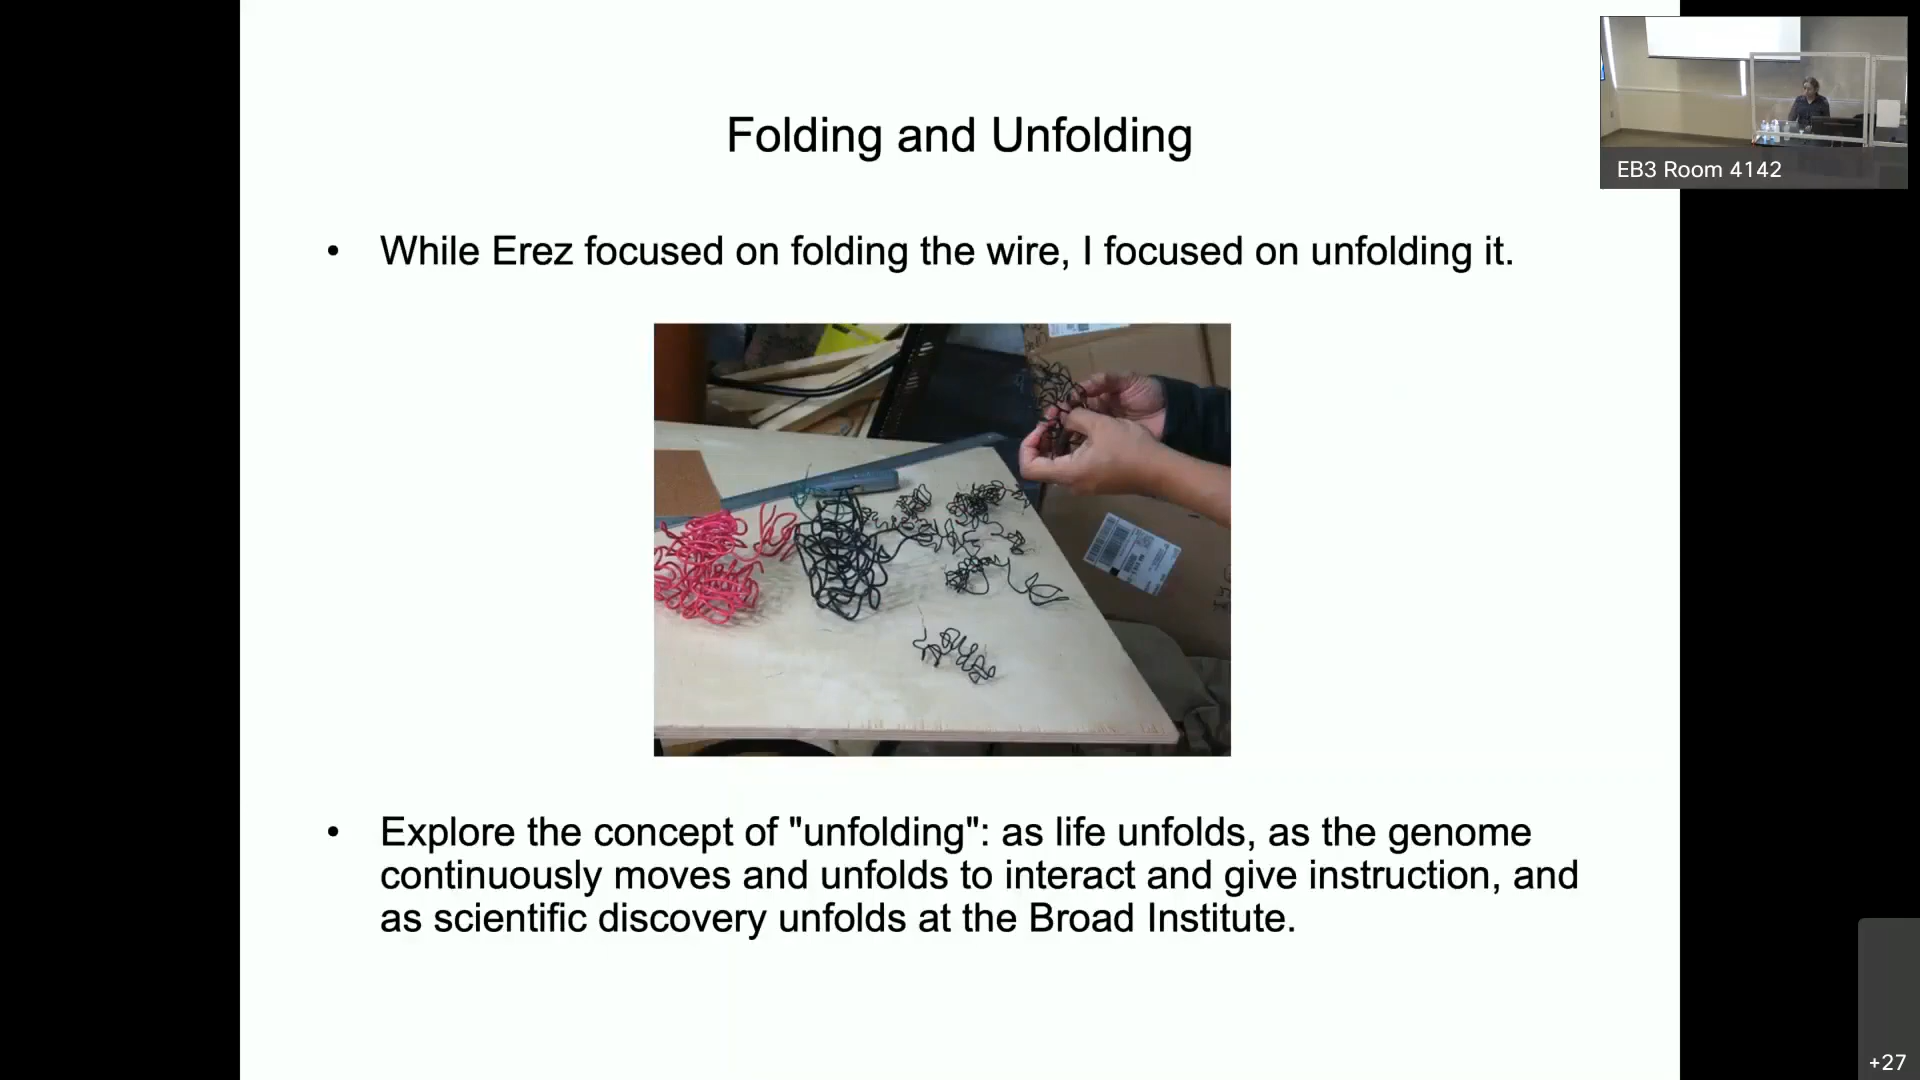 Folding and Unfolding
• While Erez focused on folding the wire, I focused on unfolding it.
• Explore the concept of "unfolding": as life unfolds, as the genome
continuously moves and unfolds to interact and give instruction, and
as scientific discovery unfolds at the Broad Institute.
EB3 Room 4142
+27